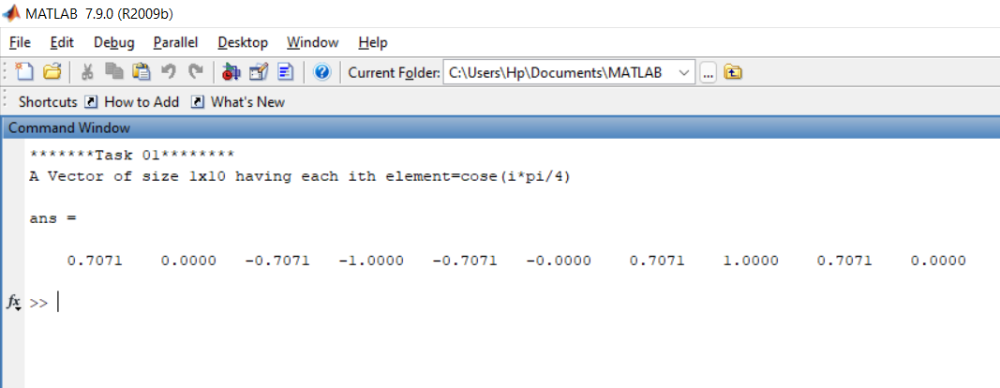 MATLAB 7.9.0 (R2009b)
File Edit Debug Parallel Desktop Window Help
Current Folder: C:\Users\Hp\Documents\MATLAB ...
Shortcuts How to Add What's New
Command Window
*******Task 01********
A Vector of size 1x10 having each ith element=cose(i*pi/4)
ans =
0.7071 0.0000 -0.7071 -1.0000 -0.7071 -0.0000 0.7071 1.0000 0.7071 0.0000
fx >>